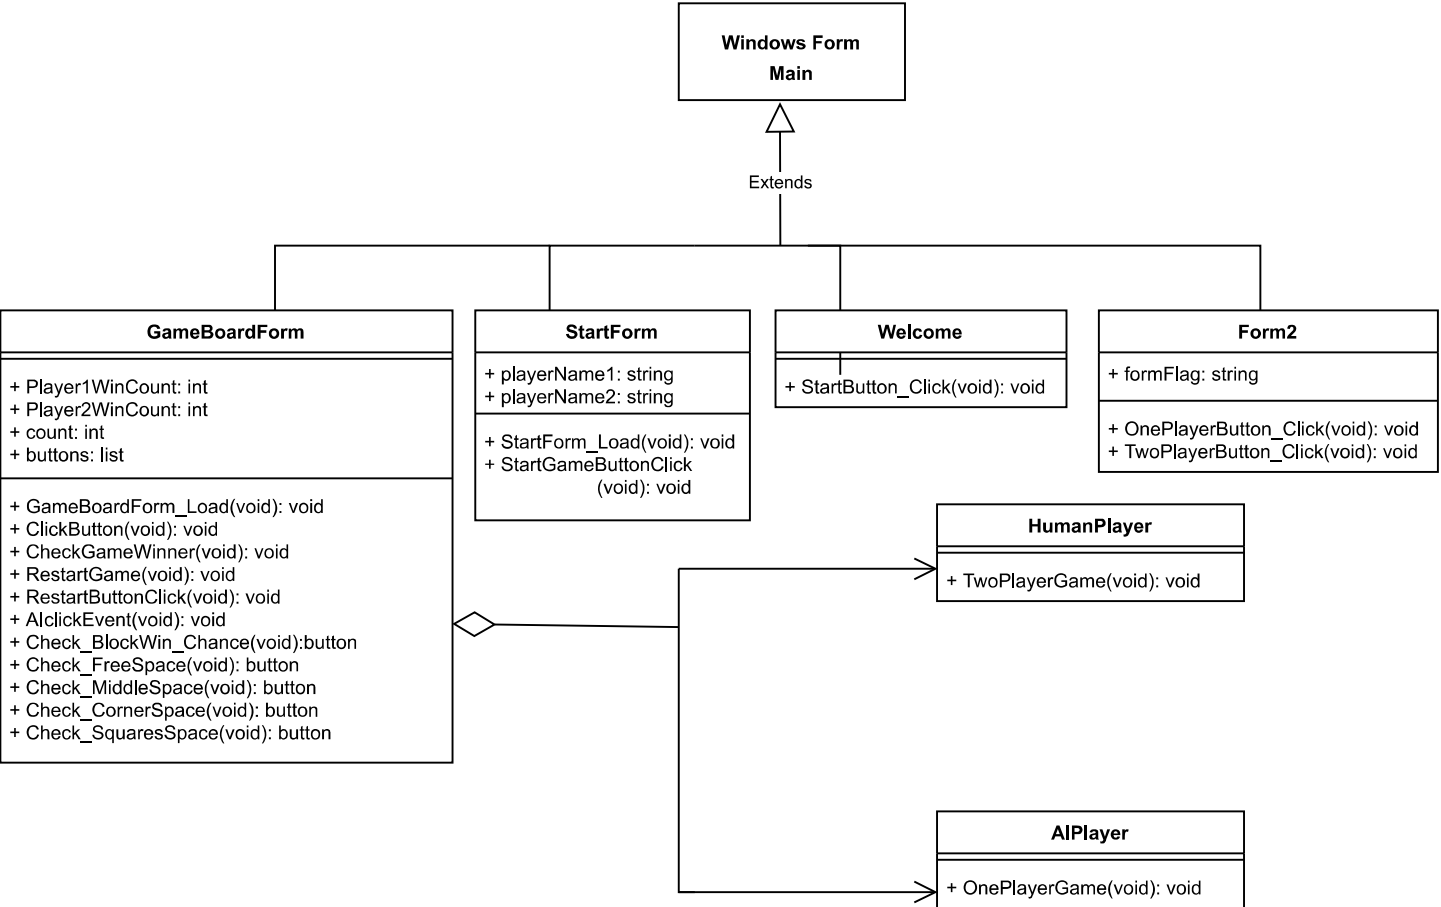 Windows Form
Main
Extends
GameBoardForm
+ Player1WinCount: int
+ Player2WinCount: int
+ count: int
+ buttons: list
+ GameBoardForm_Load(void): void
+ ClickButton(void): void
+ CheckGameWinner(void): void
+ RestartGame(void): void
+ RestartButtonClick(void): void
+ AIclickEvent(void): void
+ Check_BlockWin_Chance(void):button
+ Check_FreeSpace(void): button
+ Check_MiddleSpace(void): button
+ Check_CornerSpace(void): button
+ Check_SquaresSpace(void): button
StartForm
+ playerName1: string
+ playerName2: string
+ StartForm_Load(void): void
+ StartGameButtonClick
(void): void
Welcome
+ StartButton_Click(void): void
Form2
+ formFlag: string
+ OnePlayerButton_Click(void): void
+ TwoPlayerButton_Click(void): void
HumanPlayer
+ TwoPlayerGame(void): void
AIPlayer
+ OnePlayerGame(void): void